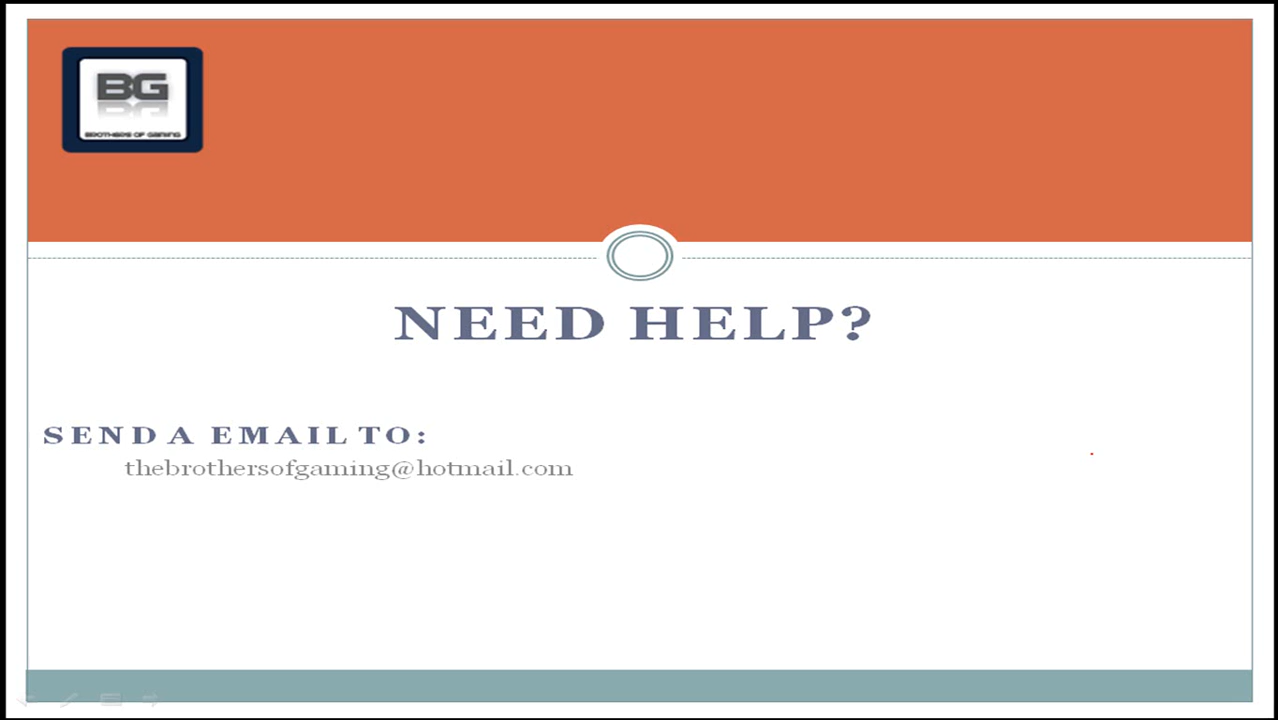 BG
BROTHERS OF GAMING
NEED HELP?
SEND A EMAIL TO:
thebrothersofgaming@hotmail.com